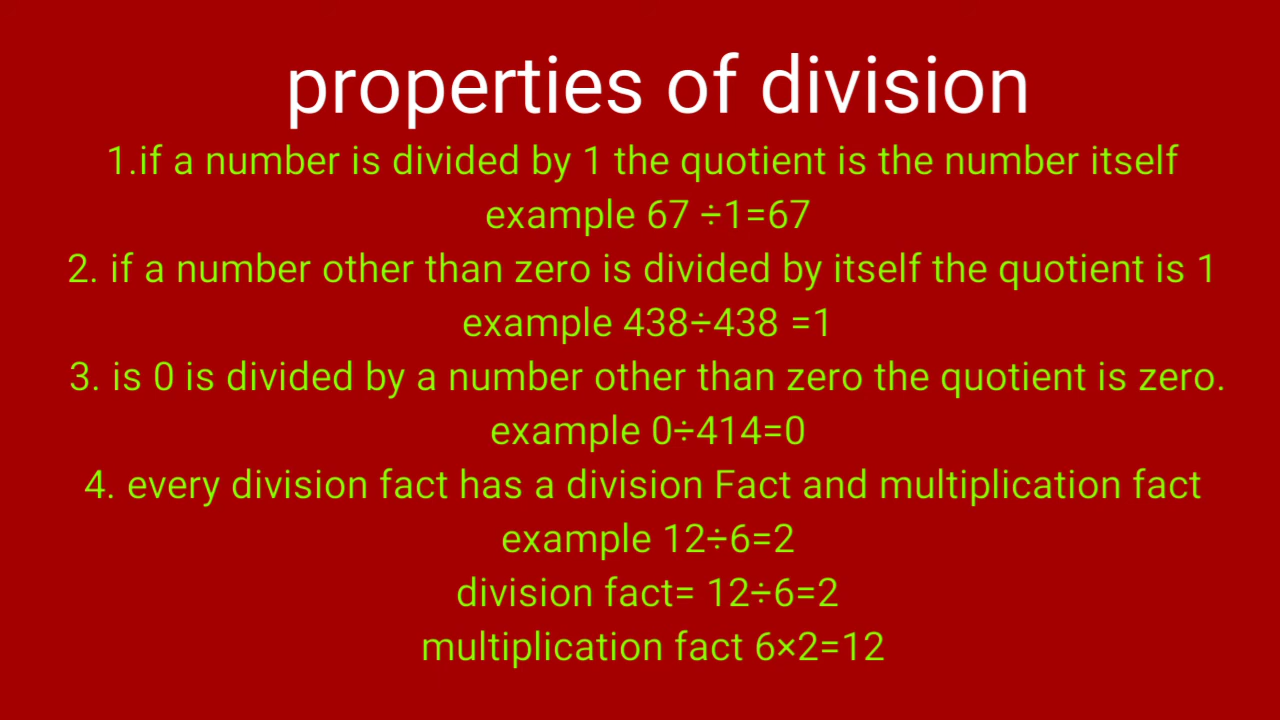 properties of division
1.if a number is divided by 1 the quotient is the number itself
example 67 ÷1=67
2. if a number other than zero is divided by itself the quotient is 1
example 438÷438 =1
3. is 0 is divided by a number other than zero the quotient is zero.
example 0÷414=0
4. every division fact has a division Fact and multiplication fact
example 12÷6=2
division fact= 12÷6=2
multiplication fact 6×2=12